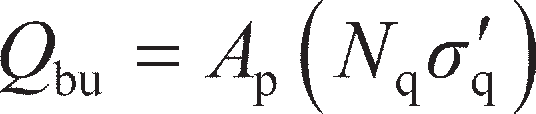 Q_bu = A_p ( N_q σ′_q )